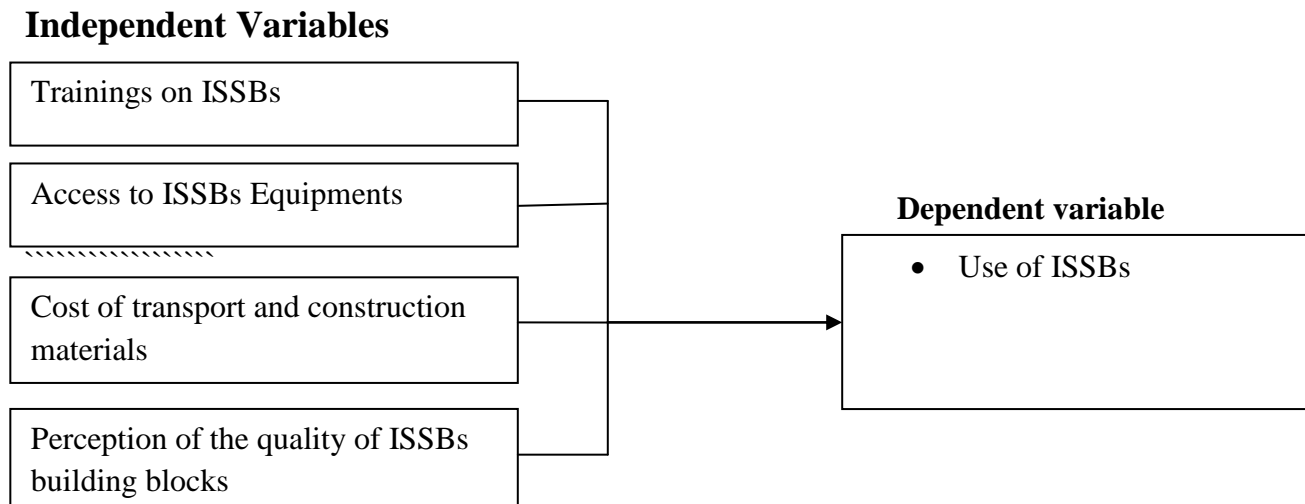 Independent Variables
Trainings on ISSBs
Access to ISSBs Equipments
``````````````````
Cost of transport and construction
materials
Perception of the quality of ISSBs
building blocks
Dependent variable
• Use of ISSBs